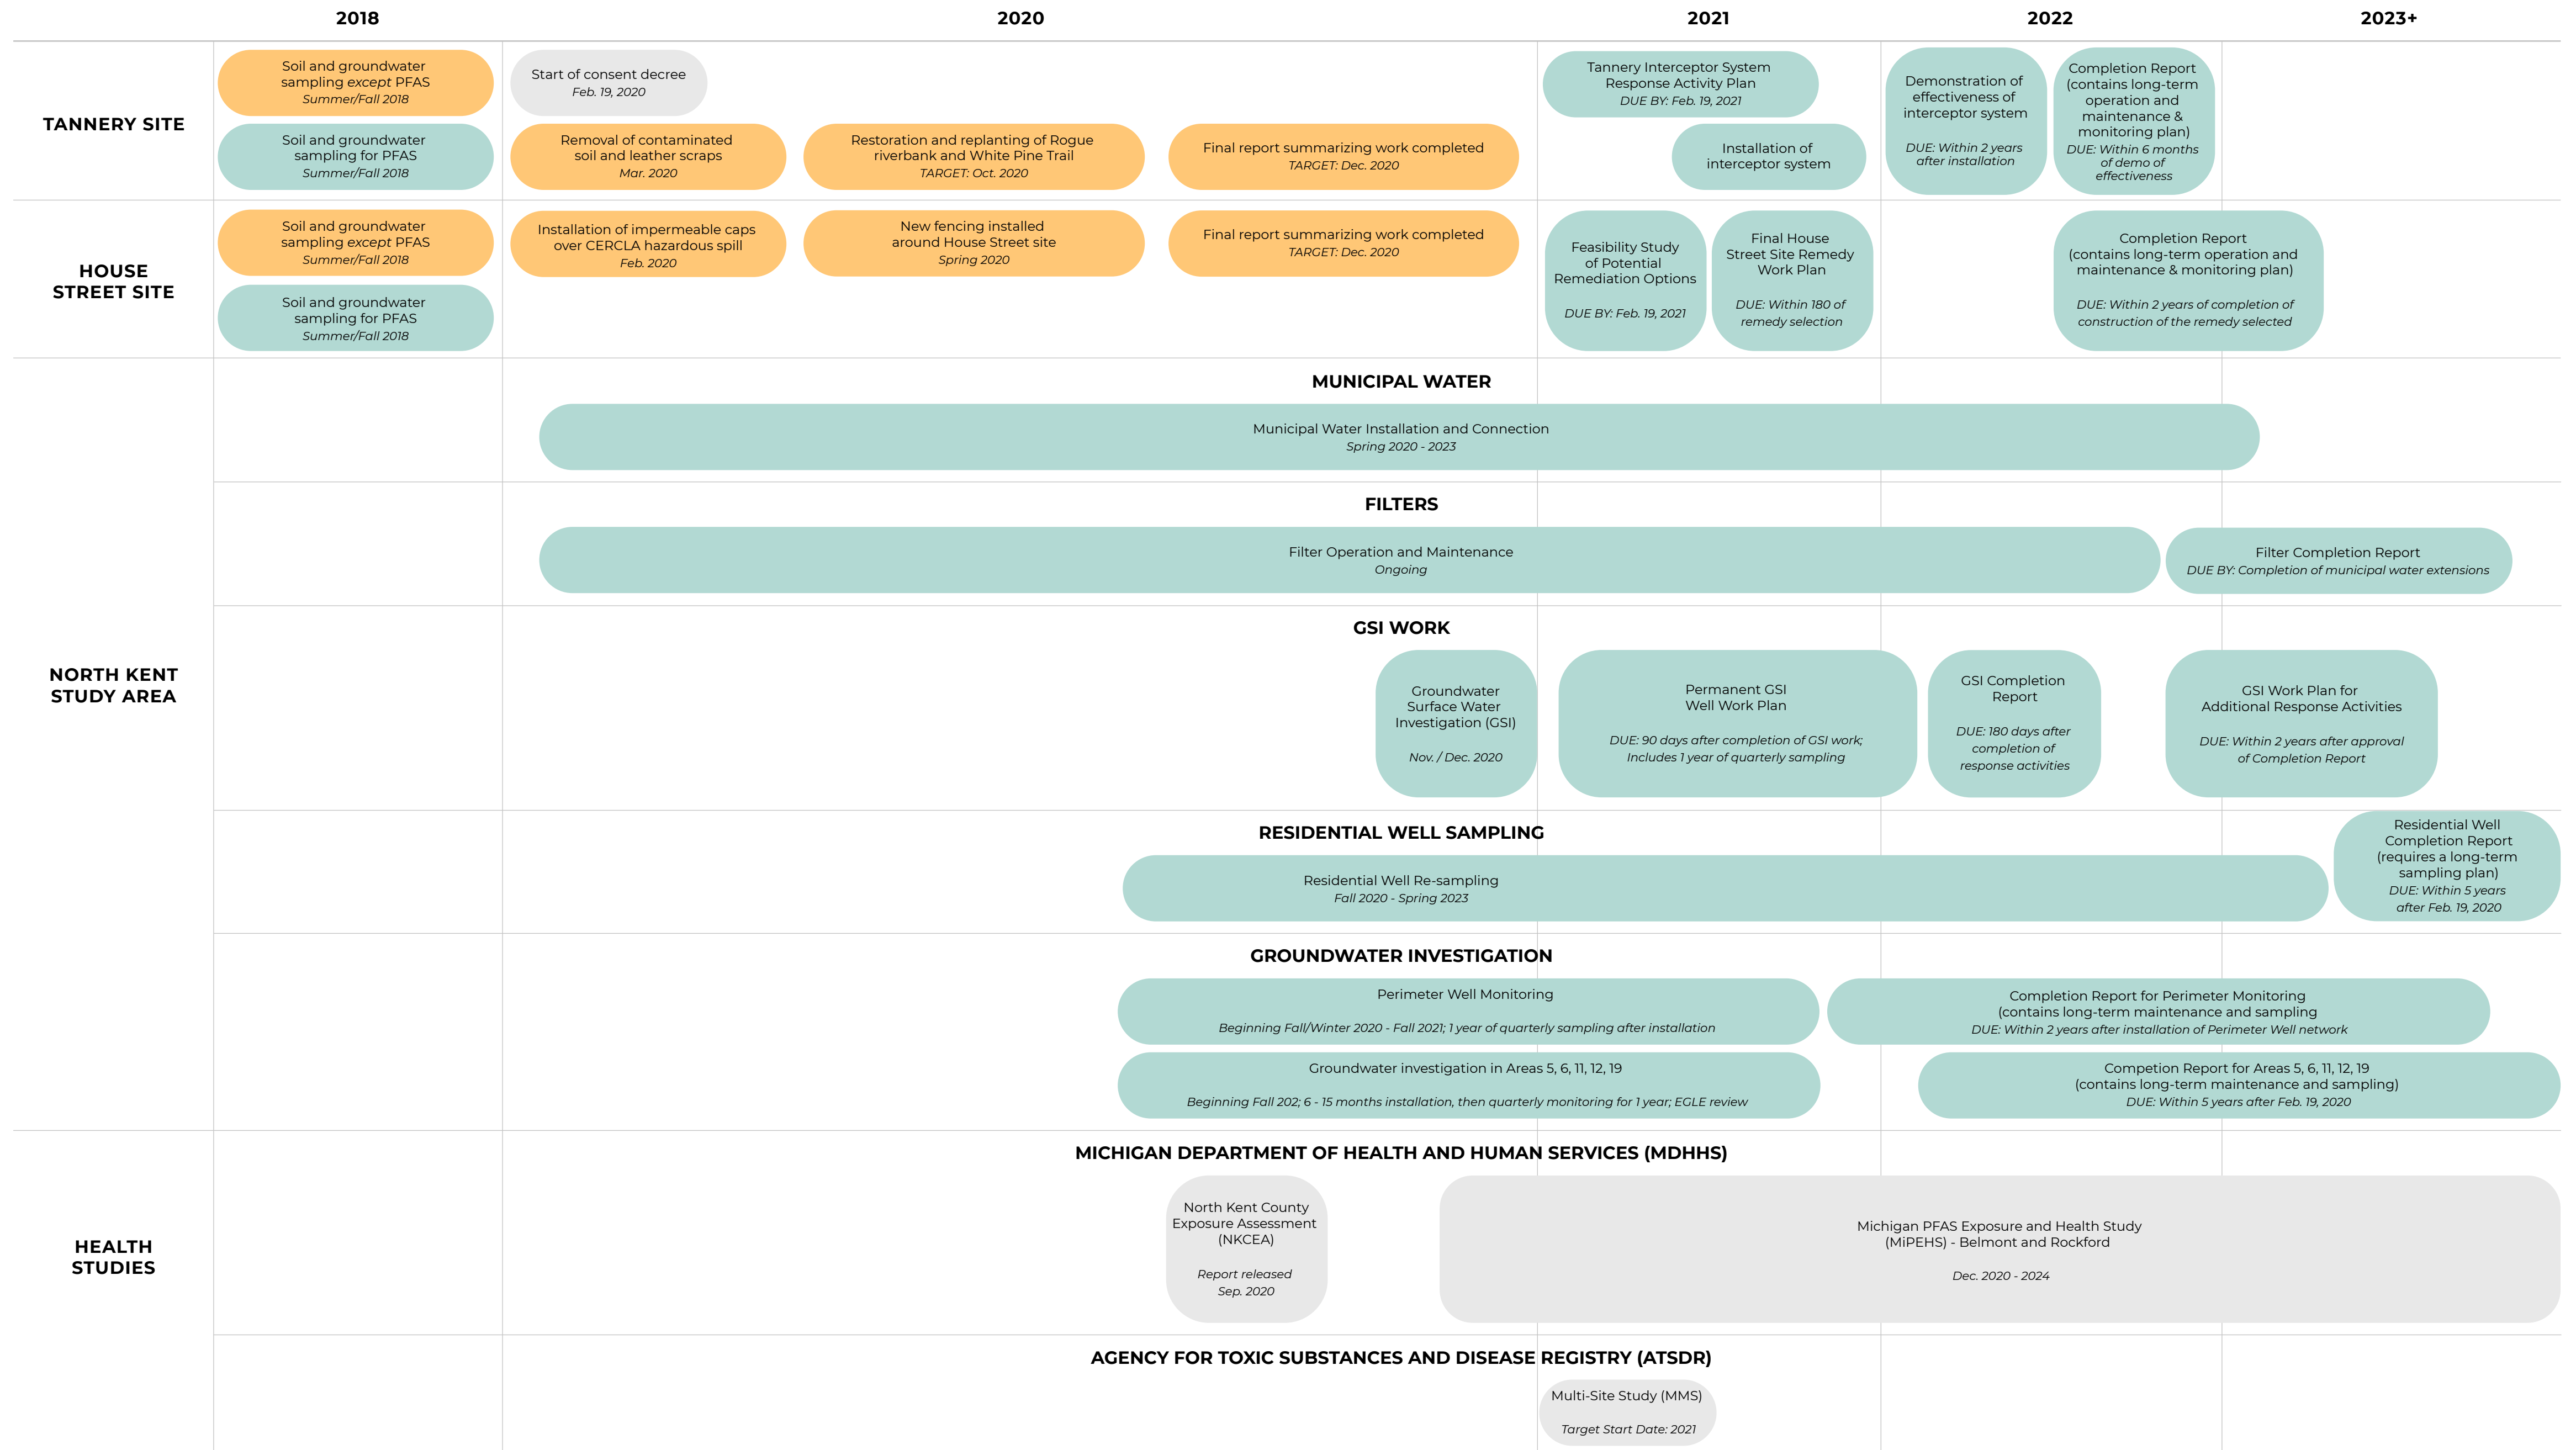 2018
2020
2021
2022
2023+
TANNERY SITE
Soil and groundwater
sampling except PFAS
Summer/Fall 2018
Soil and groundwater
sampling for PFAS
Summer/Fall 2018
Start of consent decree
Feb. 19, 2020
Removal of contaminated
soil and leather scraps
Mar. 2020
Restoration and replanting of Rogue
riverbank and White Pine Trail
TARGET: Oct. 2020
Final report summarizing work completed
TARGET: Dec. 2020
Tannery Interceptor System
Response Activity Plan
DUE BY: Feb. 19, 2021
Installation of
interceptor system
Demonstration of
effectiveness of
interceptor system
DUE: Within 2 years
after installation
Completion Report
(contains long-term
operation and
maintenance &
monitoring plan)
DUE: Within 6 months
of demo of
effectiveness
HOUSE
STREET SITE
Soil and groundwater
sampling except PFAS
Summer/Fall 2018
Soil and groundwater
sampling for PFAS
Summer/Fall 2018
Installation of impermeable caps
over CERCLA hazardous spill
Feb. 2020
New fencing installed
around House Street site
Spring 2020
Final report summarizing work completed
TARGET: Dec. 2020
Feasibility Study
of Potential
Remediation Options
DUE BY: Feb. 19, 2021
Final House
Street Site Remedy
Work Plan
DUE: Within 180 of
remedy selection
Completion Report
(contains long-term operation and
maintenance & monitoring plan)
DUE: Within 2 years of completion of
construction of the remedy selected
NORTH KENT
STUDY AREA
MUNICIPAL WATER
Municipal Water Installation and Connection
Spring 2020 - 2023
FILTERS
Filter Operation and Maintenance
Ongoing
Filter Completion Report
DUE BY: Completion of municipal water extensions
GSI WORK
Groundwater
Surface Water
Investigation (GSI)
Nov. / Dec. 2020
Permanent GSI
Well Work Plan
DUE: 90 days after completion of GSI work;
Includes 1 year of quarterly sampling
GSI Completion
Report
DUE: 180 days after
completion of
response activities
GSI Work Plan for
Additional Response Activities
DUE: Within 2 years after approval
of Completion Report
RESIDENTIAL WELL SAMPLING
Residential Well Re-sampling
Fall 2020 - Spring 2023
Residential Well
Completion Report
(requires a long-term
sampling plan)
DUE: Within 5 years
after Feb. 19, 2020
GROUNDWATER INVESTIGATION
Perimeter Well Monitoring
Beginning Fall/Winter 2020 - Fall 2021; 1 year of quarterly sampling after installation
Completion Report for Perimeter Monitoring
(contains long-term maintenance and sampling
DUE: Within 2 years after installation of Perimeter Well network
Groundwater investigation in Areas 5, 6, 11, 12, 19
Beginning Fall 202; 6 - 15 months installation, then quarterly monitoring for 1 year; EGLE review
Competion Report for Areas 5, 6, 11, 12, 19
(contains long-term maintenance and sampling)
DUE: Within 5 years after Feb. 19, 2020
HEALTH
STUDIES
MICHIGAN DEPARTMENT OF HEALTH AND HUMAN SERVICES (MDHHS)
North Kent County
Exposure Assessment
(NKCEA)
Report released
Sep. 2020
Michigan PFAS Exposure and Health Study
(MiPEHS) - Belmont and Rockford
Dec. 2020 - 2024
AGENCY FOR TOXIC SUBSTANCES AND DISEASE REGISTRY (ATSDR)
Multi-Site Study (MMS)
Target Start Date: 2021